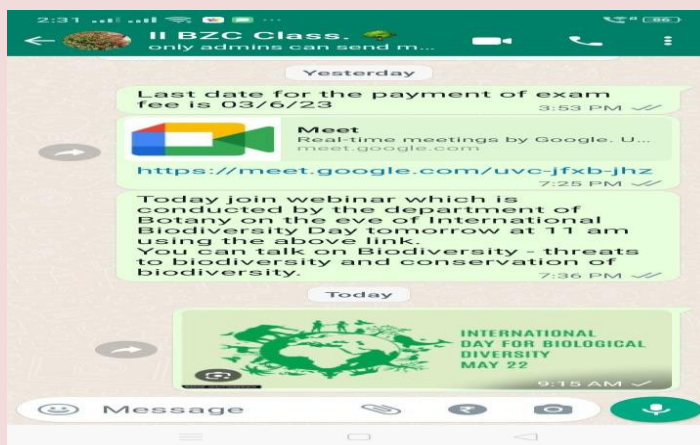 2:31
86
II BZC Class.
only admins can send m...
Yesterday
Last date for the payment of exam
fee is 03/6/23
3:53 PM
Meet
Real-time meetings by Google. U...
meet.google.com
https://meet.google.com/uvc-jfxb-jhz
7:25 PM
Today join webinar which is
conducted by the department of
Botany on the eve of International
Biodiversity Day tomorrow at 11 am
using the above link.
You can talk on Biodiversity - threats
to biodiversity and conservation of
biodiversity.
7:36 PM
Today
INTERNATIONAL
DAY FOR BIOLOGICAL
DIVERSITY
MAY 22
9:15 AM
Message